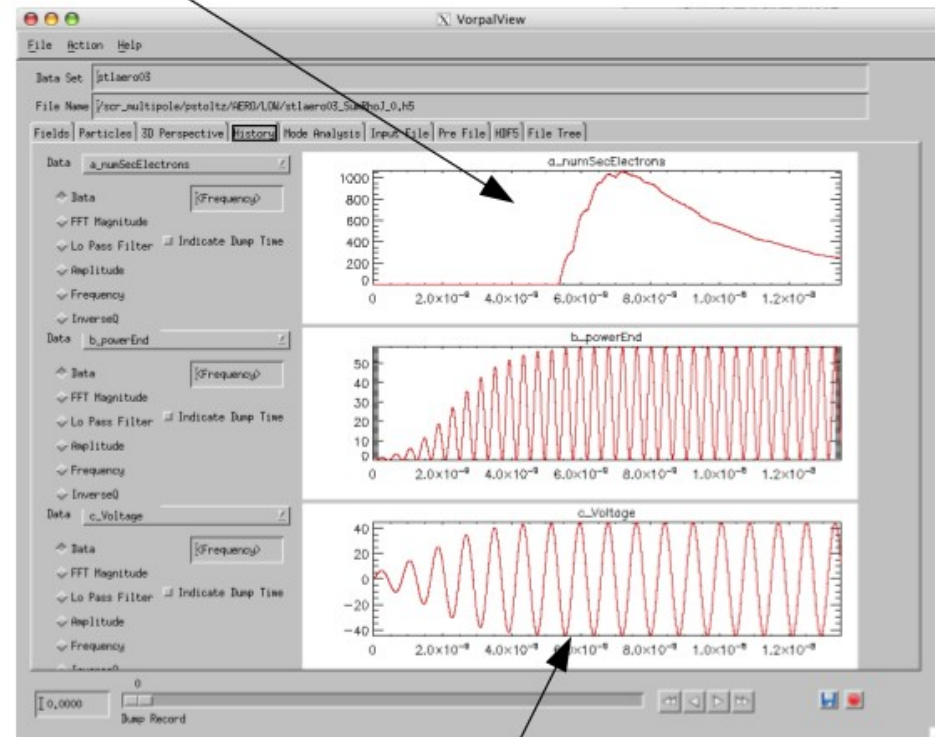 VorpalView
File Action Help
Data Set stlaero03
File Name /scr_multipole/pstoltz/AERO/LOW/stlaero03_SumRhoJ_0.h5
Fields Particles 3D Perspective History Mode Analysis Input File Pre File HDF5 File Tree
Data a_numSecElectrons
Data <Frequency>
FFT Magnitude
Lo Pass Filter Indicate Dump Time
Amplitude
Frequency
InverseQ
a_numSecElectrons
1000
800
600
400
200
0
0 2.0×10⁻⁹ 4.0×10⁻⁹ 6.0×10⁻⁹ 8.0×10⁻⁹ 1.0×10⁻⁸ 1.2×10⁻⁸
Data b_powerEnd
Data <Frequency>
FFT Magnitude
Lo Pass Filter Indicate Dump Time
Amplitude
Frequency
InverseQ
b_powerEnd
50
40
30
20
10
0
0 2.0×10⁻⁹ 4.0×10⁻⁹ 6.0×10⁻⁹ 8.0×10⁻⁹ 1.0×10⁻⁸ 1.2×10⁻⁸
Data c_Voltage
Data <Frequency>
FFT Magnitude
Lo Pass Filter Indicate Dump Time
Amplitude
Frequency
c_Voltage
40
20
0
−20
−40
0 2.0×10⁻⁹ 4.0×10⁻⁹ 6.0×10⁻⁹ 8.0×10⁻⁹ 1.0×10⁻⁸ 1.2×10⁻⁸
0
0.0000
Dump Record